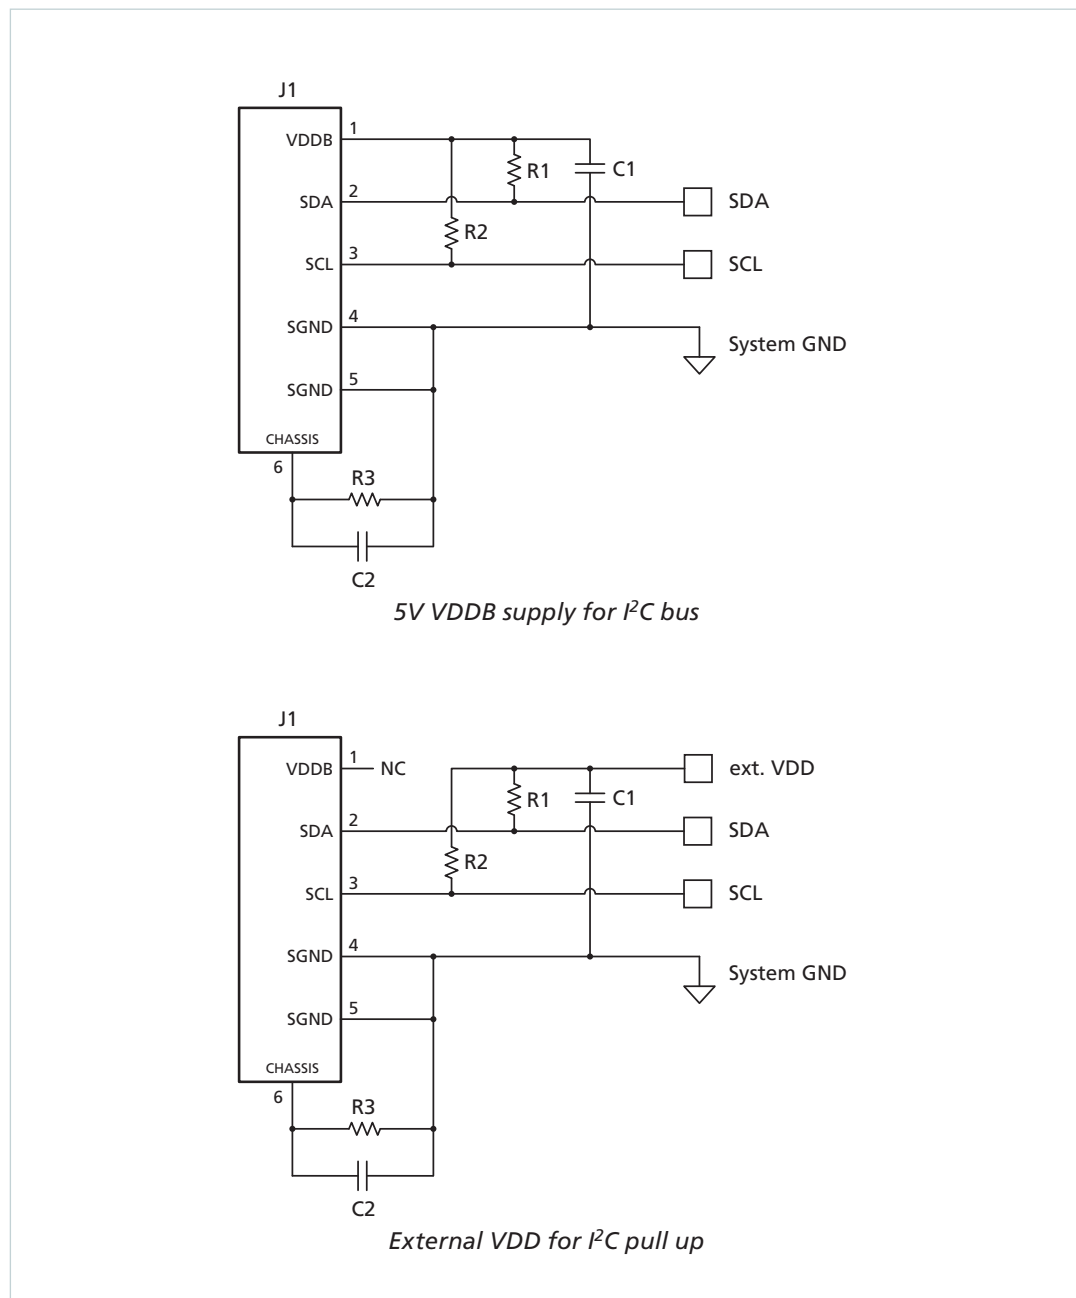 J1
VDDB 1
R1 C1
SDA 2 SDA
R2
SCL 3 SCL
SGND 4
System GND
SGND 5
CHASSIS
6
R3
C2
5V VDDB supply for I²C bus
J1
VDDB 1 NC ext. VDD
R1 C1
SDA 2 SDA
R2
SCL 3 SCL
SGND 4
System GND
SGND 5
CHASSIS
6
R3
C2
External VDD for I²C pull up